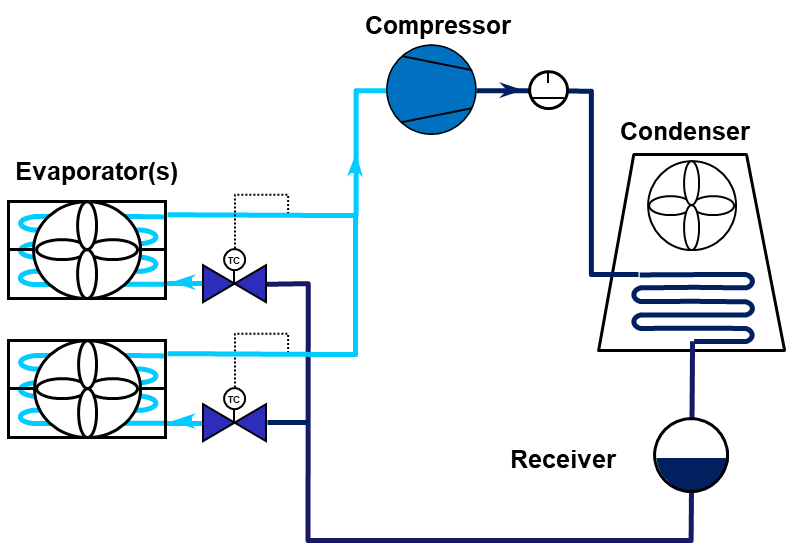 Compressor
Condenser
Evaporator(s)
TC
TC
Receiver